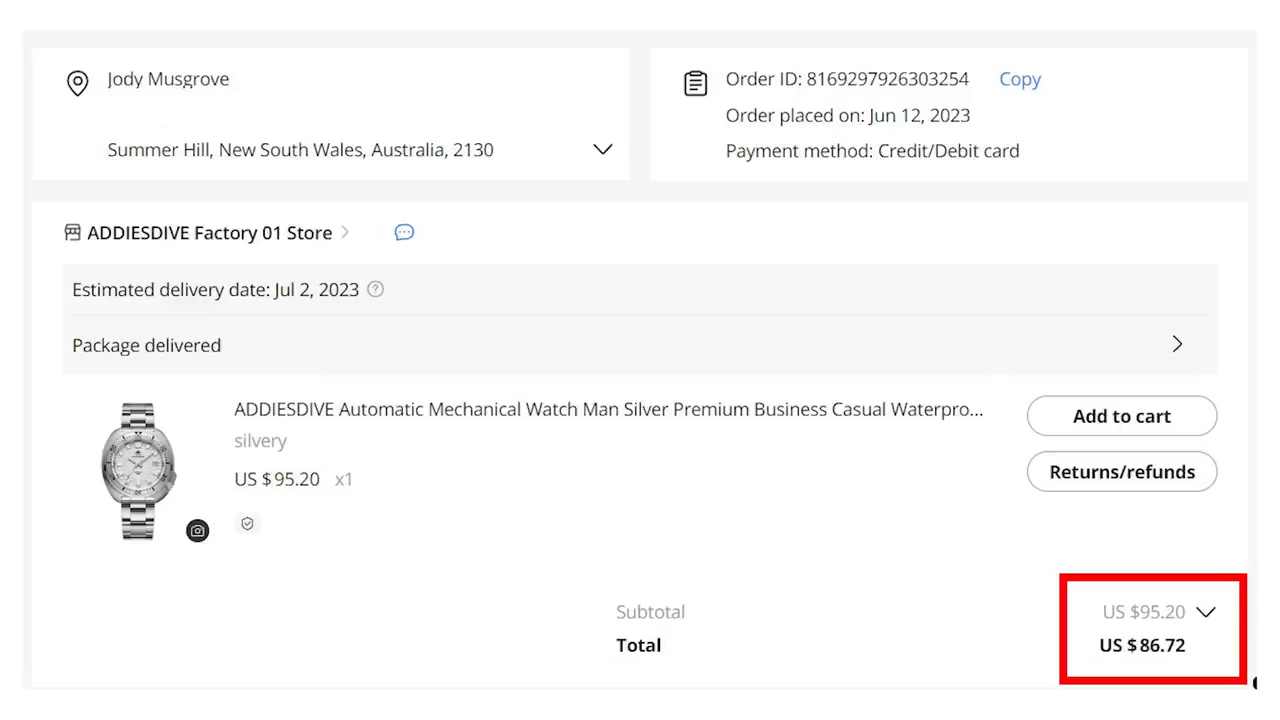 Jody Musgrove
Summer Hill, New South Wales, Australia, 2130
Order ID: 8169297926303254 Copy
Order placed on: Jun 12, 2023
Payment method: Credit/Debit card
ADDIESDIVE Factory 01 Store
Estimated delivery date: Jul 2, 2023
Package delivered
ADDIESDIVE Automatic Mechanical Watch Man Silver Premium Business Casual Waterpro...
silvery
US $95.20 x1
Add to cart
Returns/refunds
Subtotal US $95.20
Total US $86.72